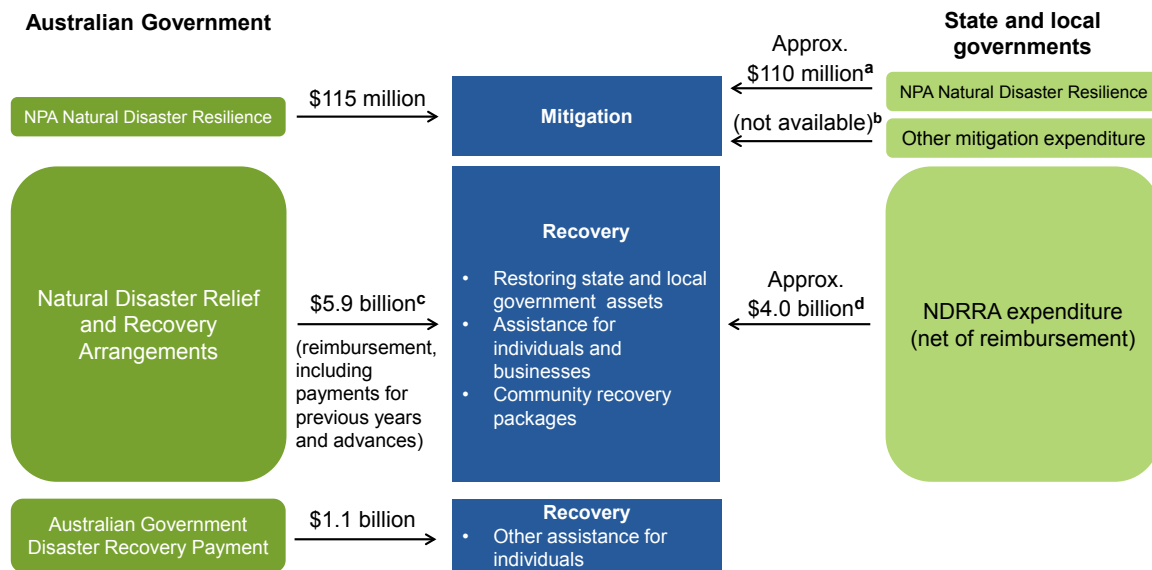 Australian Government
State and local
governments
NPA Natural Disaster Resilience
$115 million
Mitigation
Approx.
$110 millionᵃ
(not available)ᵇ
NPA Natural Disaster Resilience
Other mitigation expenditure
Natural Disaster Relief
and Recovery
Arrangements
$5.9 billionᶜ
(reimbursement,
including
payments for
previous years
and advances)
Recovery
• Restoring state and local
government assets
• Assistance for
individuals and
businesses
• Community recovery
packages
Approx.
$4.0 billionᵈ
NDRRA expenditure
(net of reimbursement)
Australian Government
Disaster Recovery Payment
$1.1 billion
Recovery
• Other assistance for
individuals